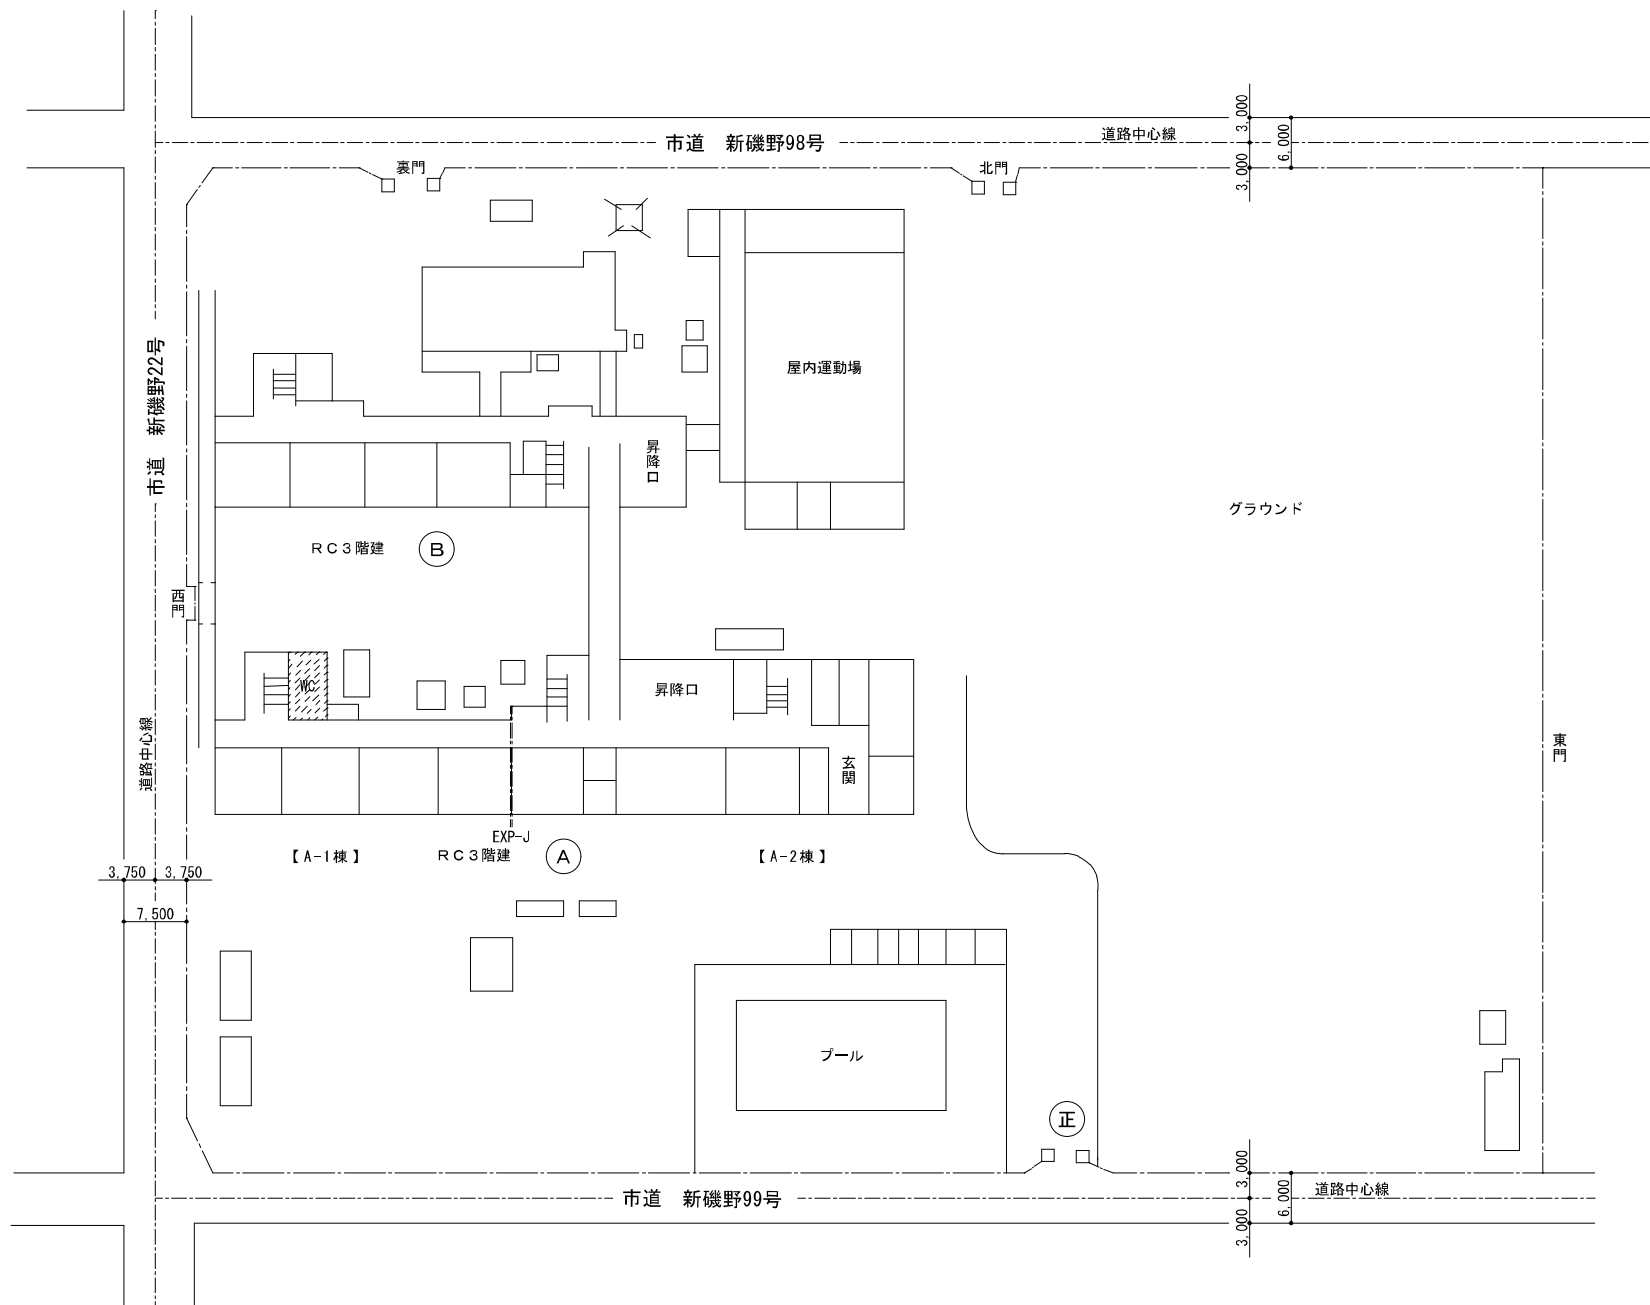 3,000
3,000
6,000
道路中心線
市道　新磯野98号
裏門
北門
市道　新磯野22号
屋内運動場
昇降口
グラウンド
ＲＣ３階建
B
西門
WC
昇降口
道路中心線
玄関
東門
EXP-J
【A-1棟】
ＲＣ３階建
A
【A-2棟】
3,750
3,750
7,500
プール
正
3,000
3,000
6,000
道路中心線
市道　新磯野99号